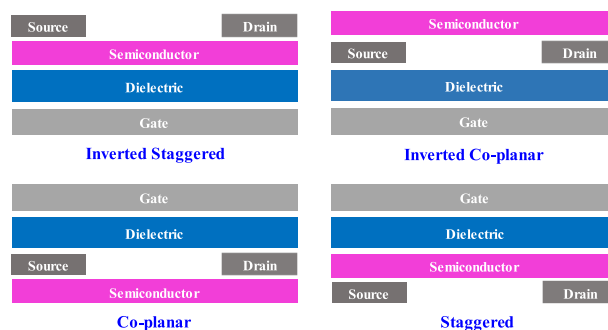 Source Drain
Semiconductor
Dielectric
Gate
Inverted Staggered
Semiconductor
Source Drain
Dielectric
Gate
Inverted Co-planar
Gate
Dielectric
Source Drain
Semiconductor
Co-planar
Gate
Dielectric
Semiconductor
Source Drain
Staggered